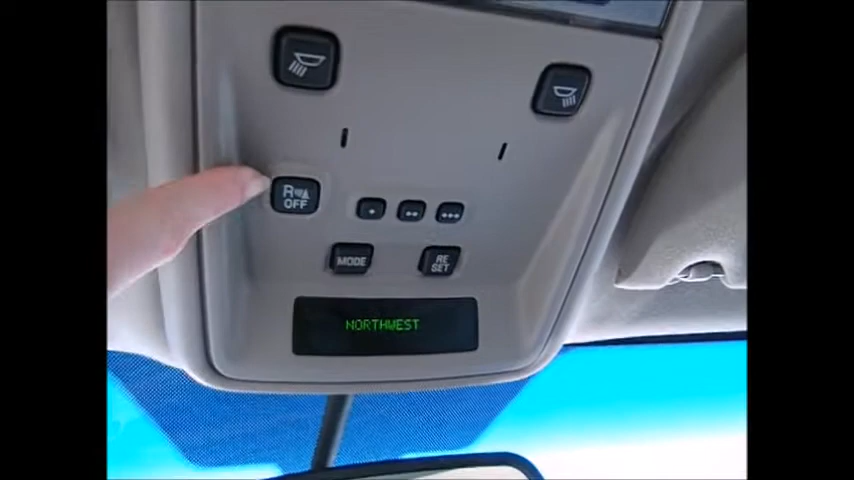 R
OFF
MODE
RE
SET
NORTHWEST